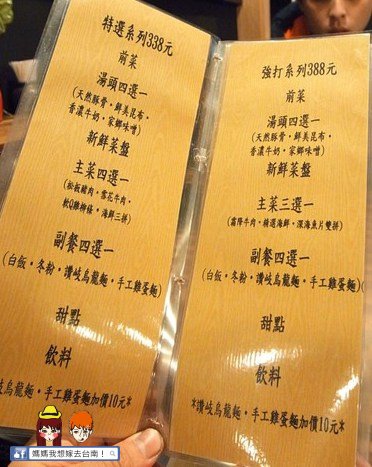 特選系列338元
前菜
湯頭四選一
(天然豚骨‧鮮美昆布‧
香濃牛奶‧家鄉味噌)
新鮮菜盤
主菜四選一
(松阪豬肉‧雪花牛肉‧
軟Q雞柳條‧海鮮三拼)
副餐四選一
(白飯‧冬粉‧讚岐烏龍麵‧手工雞蛋麵)
甜點
飲料
岐烏龍麵‧手工雞蛋麵加價10元*
強打系列388元
前菜
湯頭四選一
(天然豚骨‧鮮美昆布‧
香濃牛奶‧家鄉味噌)
新鮮菜盤
主菜三選一
(霜降牛肉‧精選海鮮‧深海魚片雙拼)
副餐四選一
(白飯‧冬粉‧讚岐烏龍麵‧手工雞蛋麵)
甜點
飲料
*讚岐烏龍麵‧手工雞蛋麵加價10元*
f 媽媽我想嫁去台南！